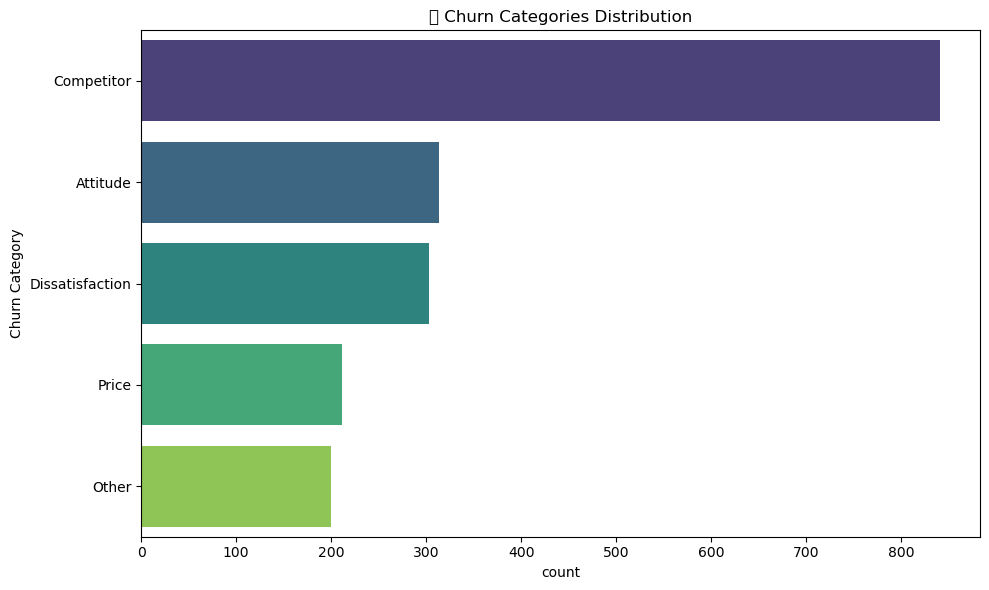 Churn Categories Distribution
Churn Category
Competitor
Attitude
Dissatisfaction
Price
Other
0 100 200 300 400 500 600 700 800
count